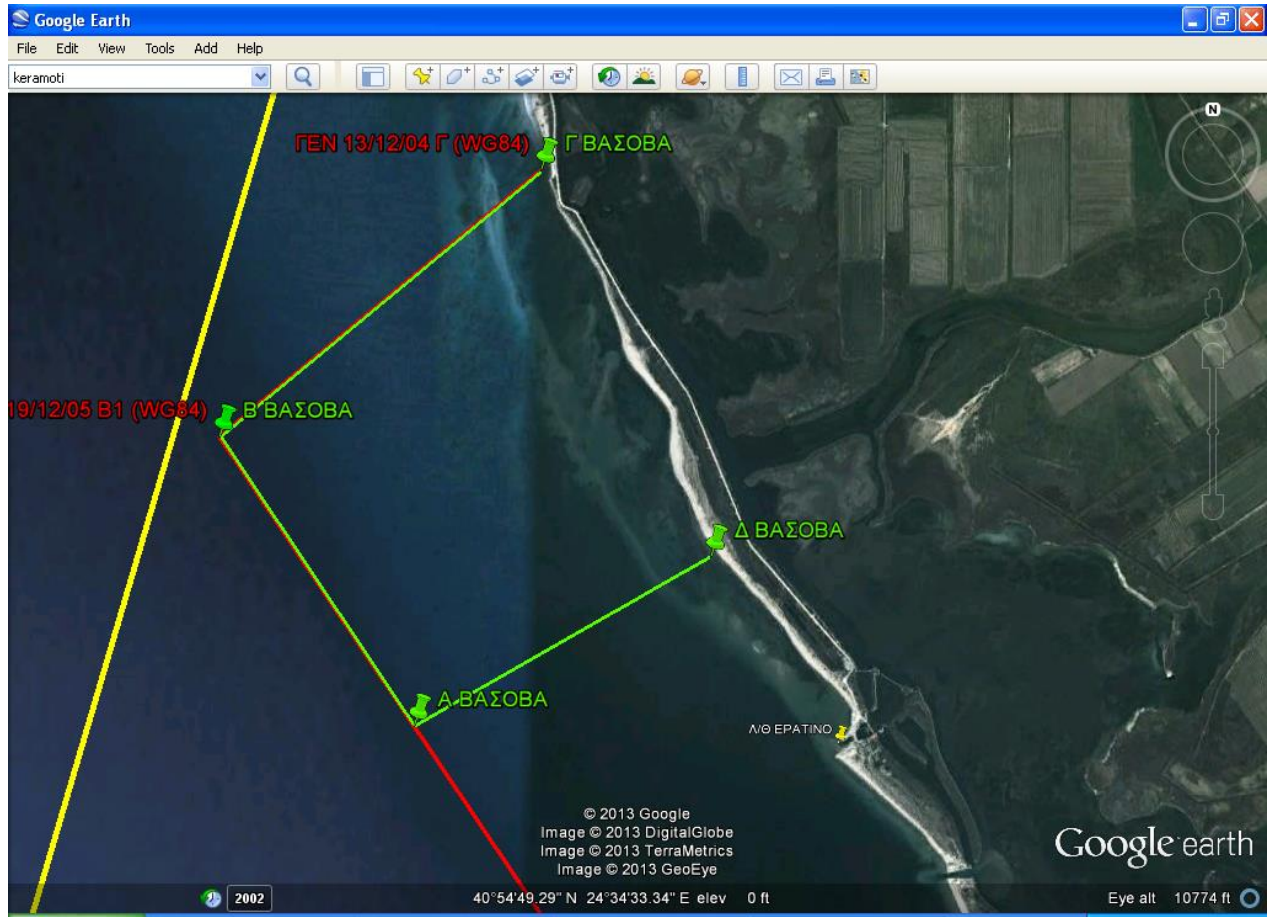 Google Earth
File Edit View Tools Add Help
keramoti
N
ΓΕΝ 13/12/04 Γ (WG84)
Γ ΒΑΣΟΒΑ
19/12/05 Β1 (WG84)
Β ΒΑΣΟΒΑ
Δ ΒΑΣΟΒΑ
Α ΒΑΣΟΒΑ
Λ/Θ ΕΡΑΤΙΝΟ
© 2013 Google
Image © 2013 DigitalGlobe
Image © 2013 TerraMetrics
Image © 2013 GeoEye
Google earth
2002
40°54'49.29" N 24°34'33.34" E elev 0 ft
Eye alt 10774 ft